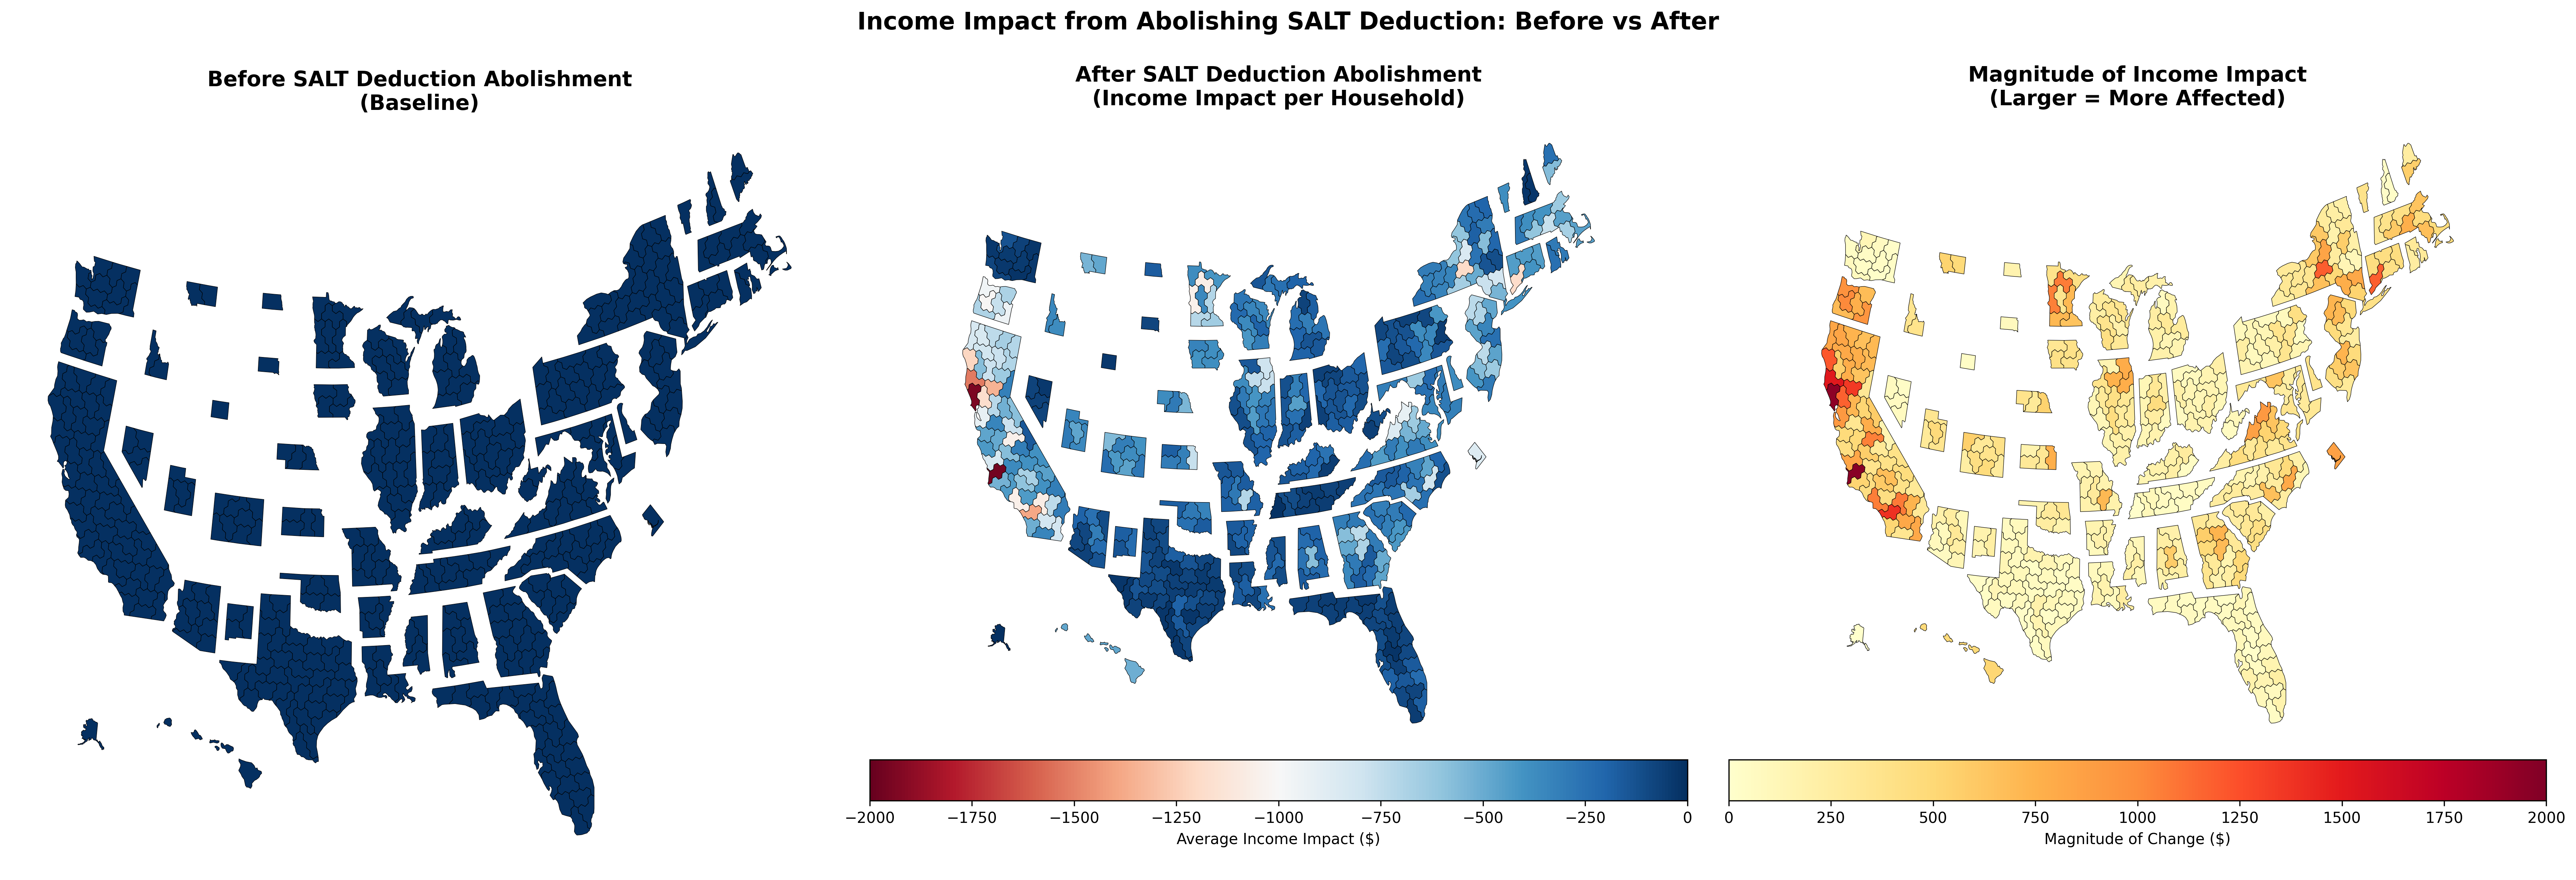 Income Impact from Abolishing SALT Deduction: Before vs After
Before SALT Deduction Abolishment
(Baseline)
After SALT Deduction Abolishment
(Income Impact per Household)
Magnitude of Income Impact
(Larger = More Affected)
−2000 −1750 −1500 −1250 −1000 −750 −500 −250 0
Average Income Impact ($)
0 250 500 750 1000 1250 1500 1750 2000
Magnitude of Change ($)